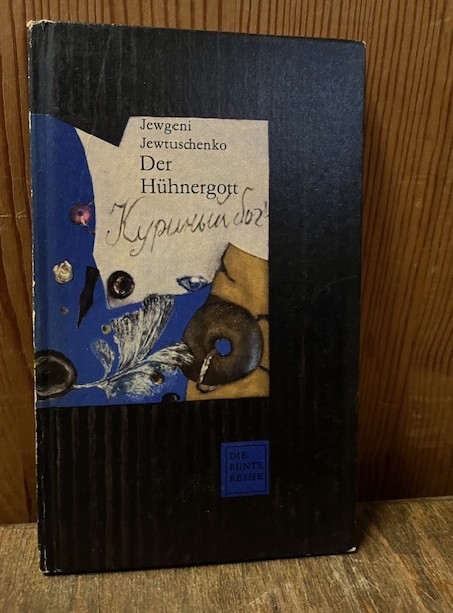 Jewgeni
Jewtuschenko
Der
Hühnergott
Куриный бог
DIE
BUNTE
REIHE